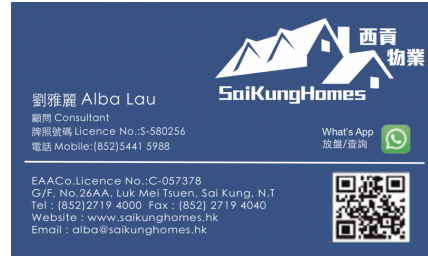 西貢
物業
SaiKungHomes
劉雅麗 Alba Lau
顧問 Consultant
牌照號碼 Licence No.:S-580256
電話 Mobile:(852)5441 5988
What's App
放盤/查詢
EAACo.Licence No.:C-057378
G/F, No.26AA, Luk Mei Tsuen, Sai Kung, N.T
Tel : (852)2719 4000 Fax : (852) 2719 4040
Website : www.saikunghomes.hk
Email : alba@saikunghomes.hk